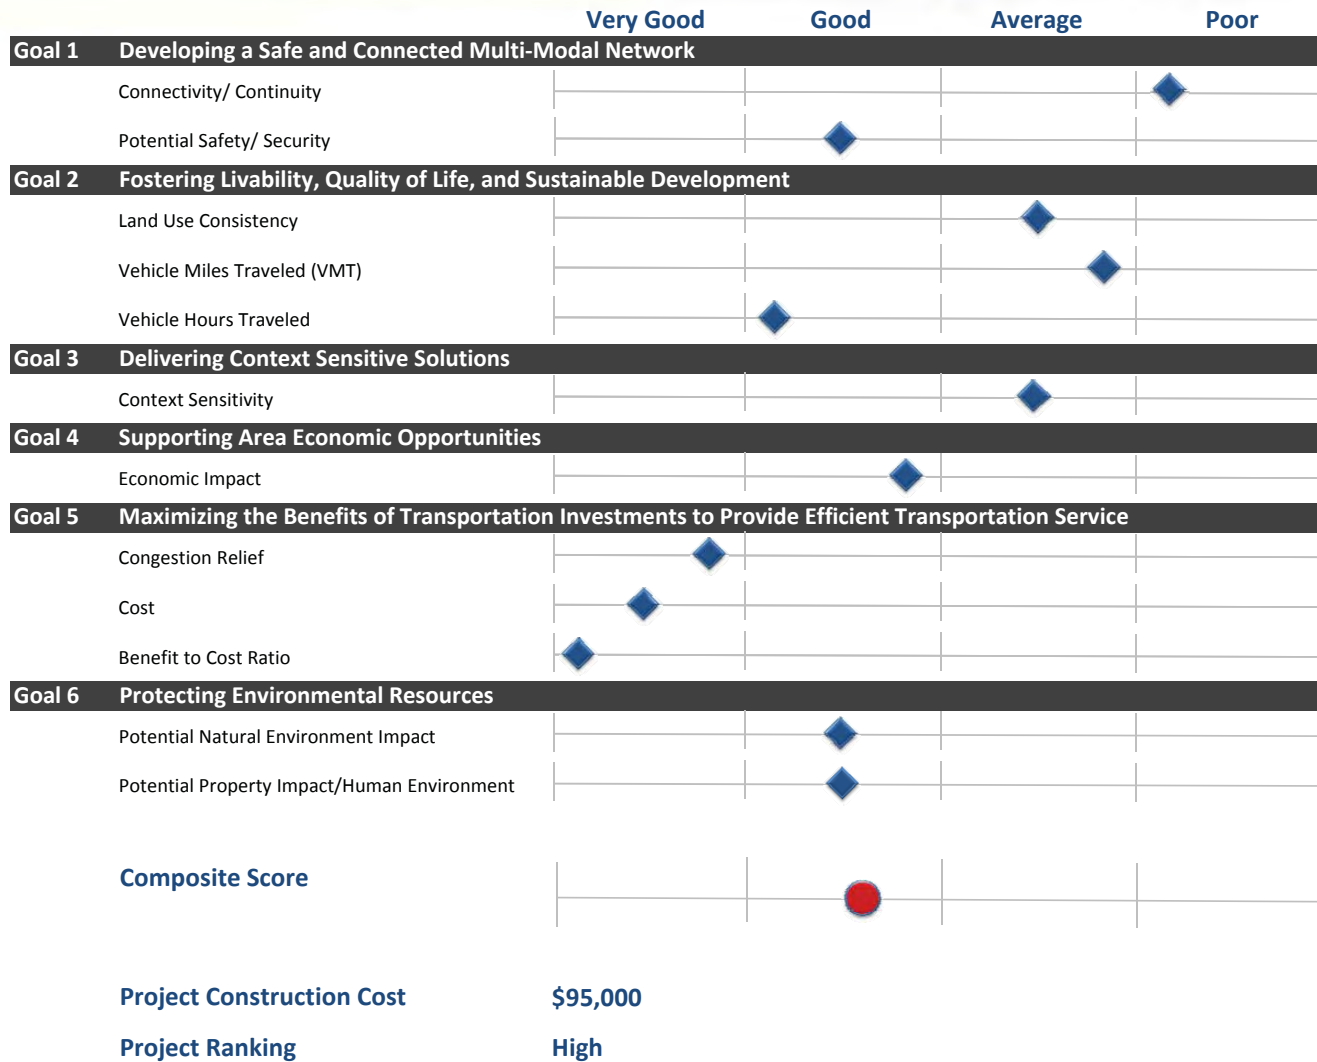 Very Good Good Average Poor
Goal 1 Developing a Safe and Connected Multi-Modal Network
Connectivity/ Continuity
Potential Safety/ Security
Goal 2 Fostering Livability, Quality of Life, and Sustainable Development
Land Use Consistency
Vehicle Miles Traveled (VMT)
Vehicle Hours Traveled
Goal 3 Delivering Context Sensitive Solutions
Context Sensitivity
Goal 4 Supporting Area Economic Opportunities
Economic Impact
Goal 5 Maximizing the Benefits of Transportation Investments to Provide Efficient Transportation Service
Congestion Relief
Cost
Benefit to Cost Ratio
Goal 6 Protecting Environmental Resources
Potential Natural Environment Impact
Potential Property Impact/Human Environment
Composite Score
Project Construction Cost $95,000
Project Ranking High